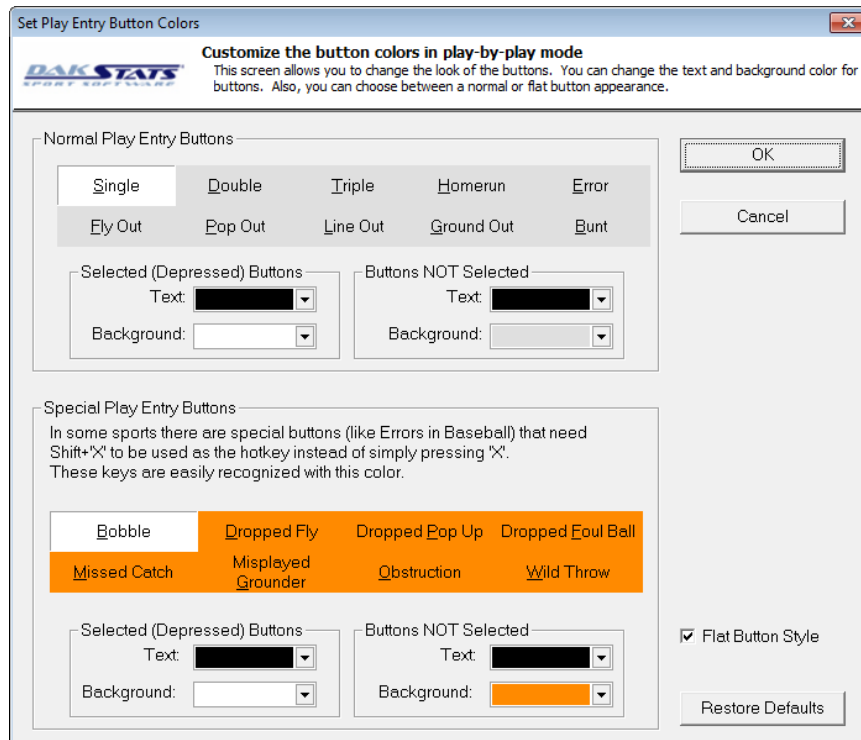 Set Play Entry Button Colors
DAKSTATS
SPORT SOFTWARE
Customize the button colors in play-by-play mode
This screen allows you to change the look of the buttons. You can change the text and background color for
buttons. Also, you can choose between a normal or flat button appearance.
Normal Play Entry Buttons
Single Double Triple Homerun Error
Fly Out Pop Out Line Out Ground Out Bunt
Selected (Depressed) Buttons
Text:
Background:
Buttons NOT Selected
Text:
Background:
OK
Cancel
Special Play Entry Buttons
In some sports there are special buttons (like Errors in Baseball) that need
Shift+'X' to be used as the hotkey instead of simply pressing 'X'.
These keys are easily recognized with this color.
Bobble Dropped Fly Dropped Pop Up Dropped Foul Ball
Missed Catch Misplayed Grounder Obstruction Wild Throw
Selected (Depressed) Buttons
Text:
Background:
Buttons NOT Selected
Text:
Background:
Flat Button Style
Restore Defaults